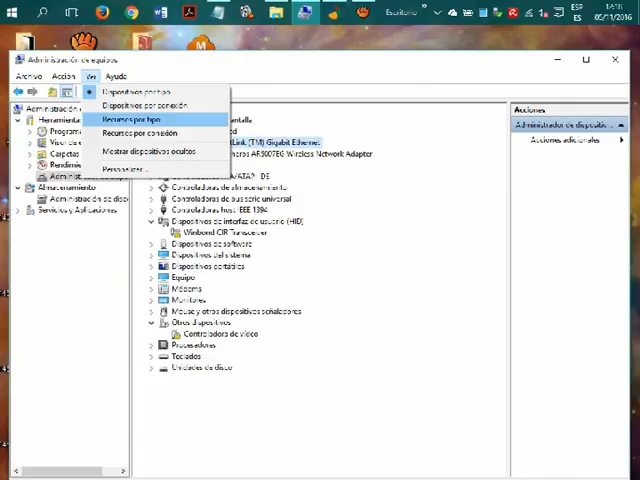 Escritorio
ESP
ES
05/11/2016
Administración de equipos
Archivo Acción Ver Ayuda
Dispositivos por tipo
Dispositivos por conexión
Recursos por tipo
Recursos por conexión
Mostrar dispositivos ocultos
Personalizar...
Administración
Herramientas
Programa
Visor de e
Carpetas
Rendimie
Almacenamiento
Administración de disc
Servicios y Aplicaciones
Link (TM) Gigabit Ethernet
AR5007EG Wireless Network Adapter
Controladoras de almacenamiento
Controladoras de bus serie universal
Controladoras host IEEE 1394
Dispositivos de interfaz de usuario (HID)
Winbond CIR Transceiver
Dispositivos de software
Dispositivos del sistema
Dispositivos portátiles
Equipo
Módems
Monitores
Mouse y otros dispositivos señaladores
Otros dispositivos
Controladora de vídeo
Procesadores
Teclados
Unidades de disco
Acciones
Administrador de dispositi...
Acciones adicionales